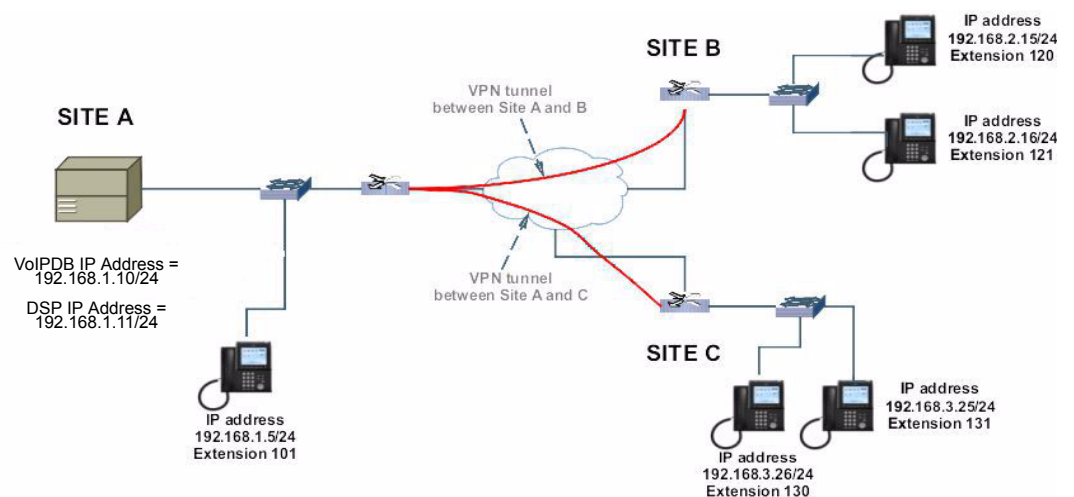 SITE A
VoIPDB IP Address =
192.168.1.10/24
DSP IP Address =
192.168.1.11/24
IP address
192.168.1.5/24
Extension 101
VPN tunnel
between Site A and B
VPN tunnel
between Site A and C
SITE B
IP address
192.168.2.15/24
Extension 120
IP address
192.168.2.16/24
Extension 121
SITE C
IP address
192.168.3.26/24
Extension 130
IP address
192.168.3.25/24
Extension 131